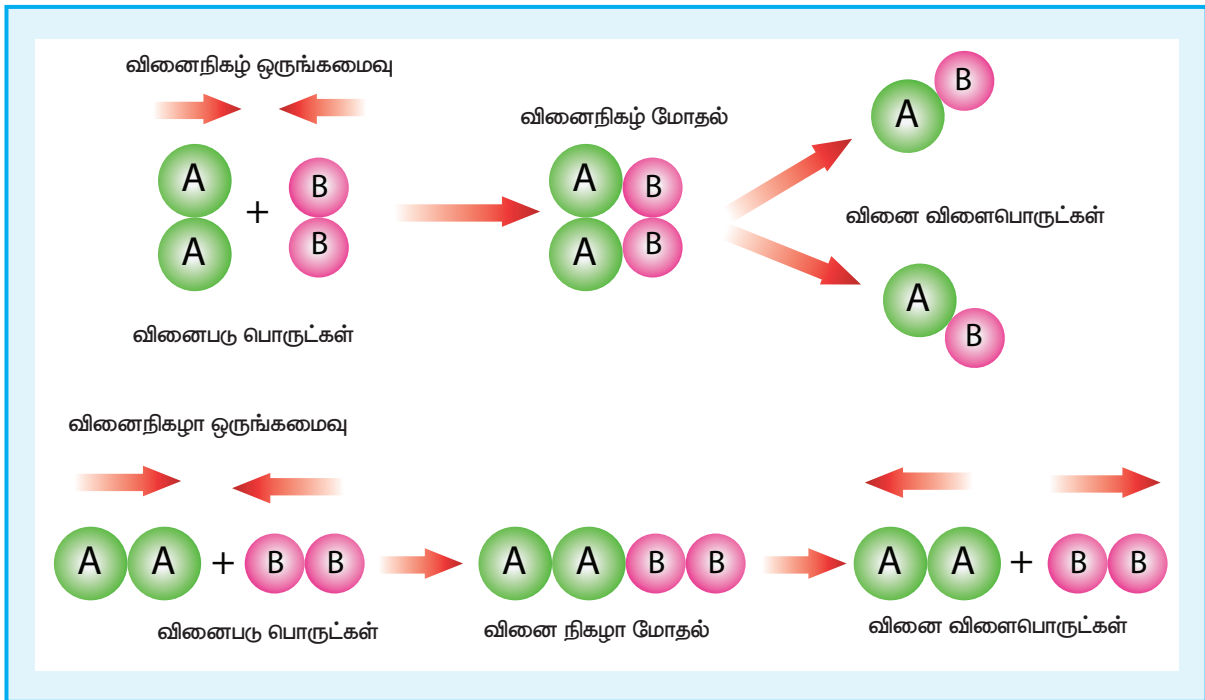 வினைநிகழ் ஒருங்கமைவு
வினைநிகழ் மோதல்
A B
A + B
A B
A B
A B
வினை விளைபொருட்கள்
A B
A B
வினைபடு பொருட்கள்
வினைநிகழா ஒருங்கமைவு
A A + B B
A A B B
A A + B B
வினைபடு பொருட்கள்
வினை நிகழா மோதல்
வினை விளைபொருட்கள்